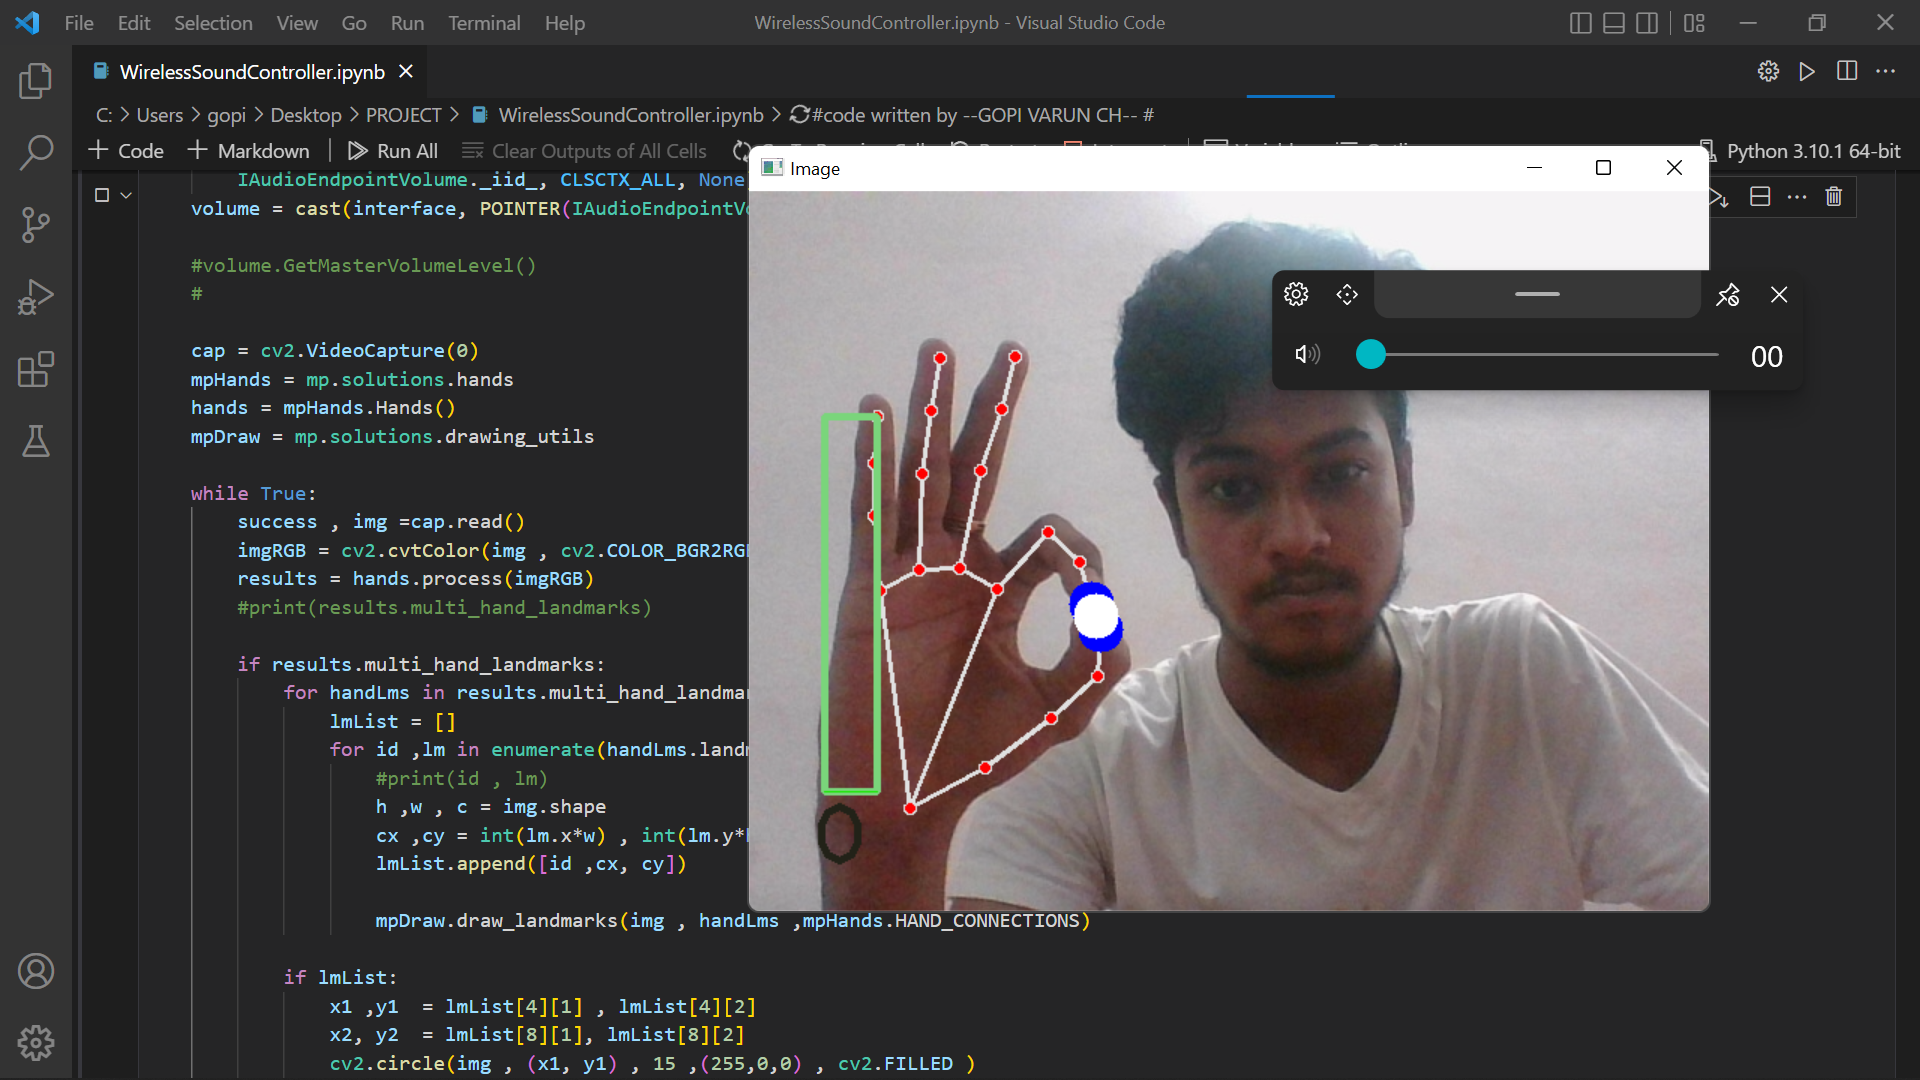 File Edit Selection View Go Run Terminal Help WirelessSoundController.ipynb - Visual Studio Code
WirelessSoundController.ipynb
C: > Users > gopi > Desktop > PROJECT > WirelessSoundController.ipynb > #code written by --GOPI VARUN CH-- #
+ Code + Markdown Run All Clear Outputs of All Cells Python 3.10.1 64-bit
Image
IAudioEndpointVolume._iid_, CLSCTX_ALL, None
volume = cast(interface, POINTER(IAudioEndpointVo
#volume.GetMasterVolumeLevel()
#
00
cap = cv2.VideoCapture(0)
mpHands = mp.solutions.hands
hands = mpHands.Hands()
mpDraw = mp.solutions.drawing_utils
while True:
success , img =cap.read()
imgRGB = cv2.cvtColor(img , cv2.COLOR_BGR2RGB
results = hands.process(imgRGB)
#print(results.multi_hand_landmarks)
if results.multi_hand_landmarks:
for handLms in results.multi_hand_landmar
lmList = []
for id ,lm in enumerate(handLms.landm
#print(id , lm)
h ,w , c = img.shape
cx ,cy = int(lm.x*w) , int(lm.y*h
lmList.append([id ,cx, cy])
0
mpDraw.draw_landmarks(img , handLms ,mpHands.HAND_CONNECTIONS)
if lmList:
x1 ,y1 = lmList[4][1] , lmList[4][2]
x2, y2 = lmList[8][1], lmList[8][2]
cv2.circle(img , (x1, y1) , 15 ,(255,0,0) , cv2.FILLED )